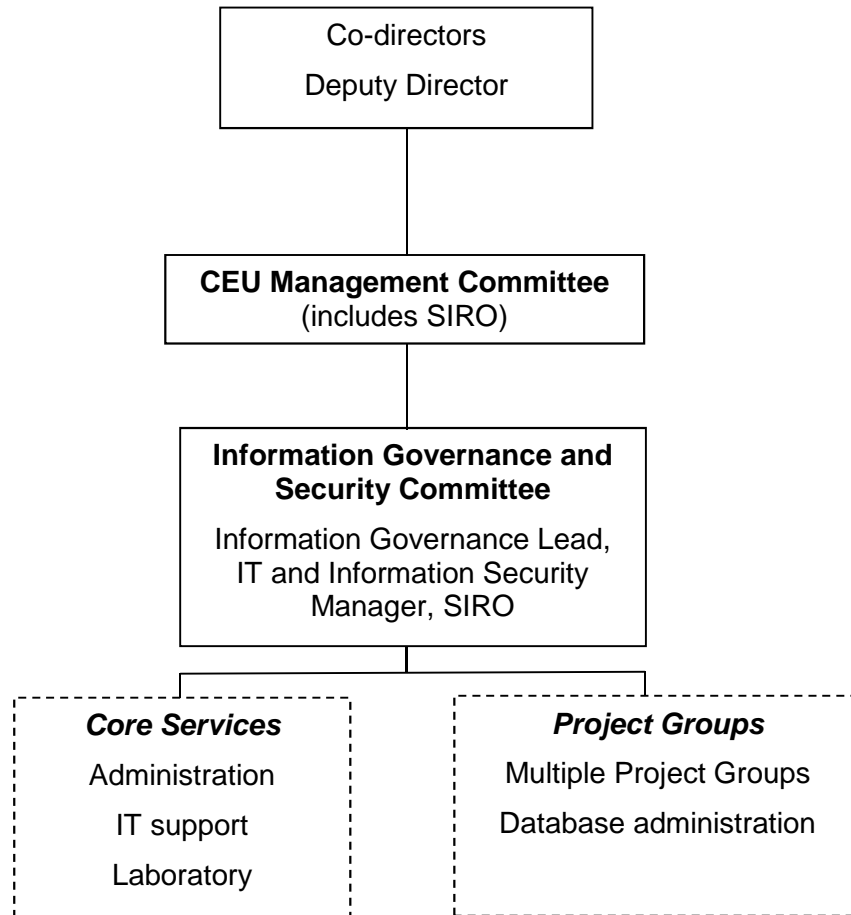 Co-directors
Deputy Director
CEU Management Committee
(includes SIRO)
Information Governance and
Security Committee
Information Governance Lead,
IT and Information Security
Manager, SIRO
Core Services
Administration
IT support
Laboratory
Project Groups
Multiple Project Groups
Database administration